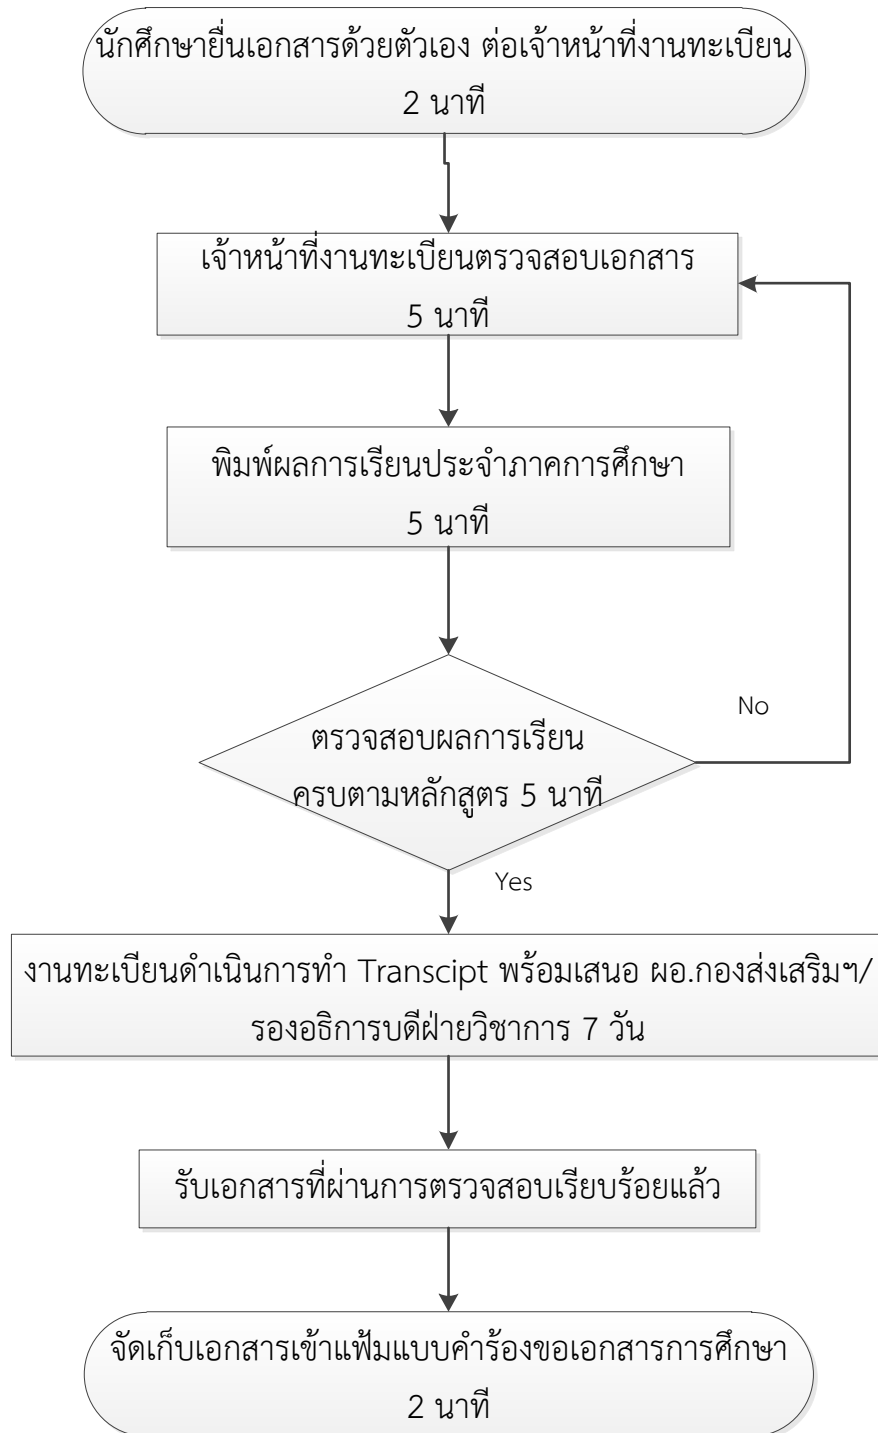 นักศึกษายื่นเอกสารด้วยตัวเอง ต่อเจ้าหน้าที่งานทะเบียน
2 นาที
เจ้าหน้าที่งานทะเบียนตรวจสอบเอกสาร
5 นาที
พิมพ์ผลการเรียนประจำภาคการศึกษา
5 นาที
No
ตรวจสอบผลการเรียน
ครบตามหลักสูตร 5 นาที
Yes
งานทะเบียนดำเนินการทำ Transcipt พร้อมเสนอ ผอ.กองส่งเสริมฯ/
รองอธิการบดีฝ่ายวิชาการ 7 วัน
รับเอกสารที่ผ่านการตรวจสอบเรียบร้อยแล้ว
จัดเก็บเอกสารเข้าแฟ้มแบบคำร้องขอเอกสารการศึกษา
2 นาที